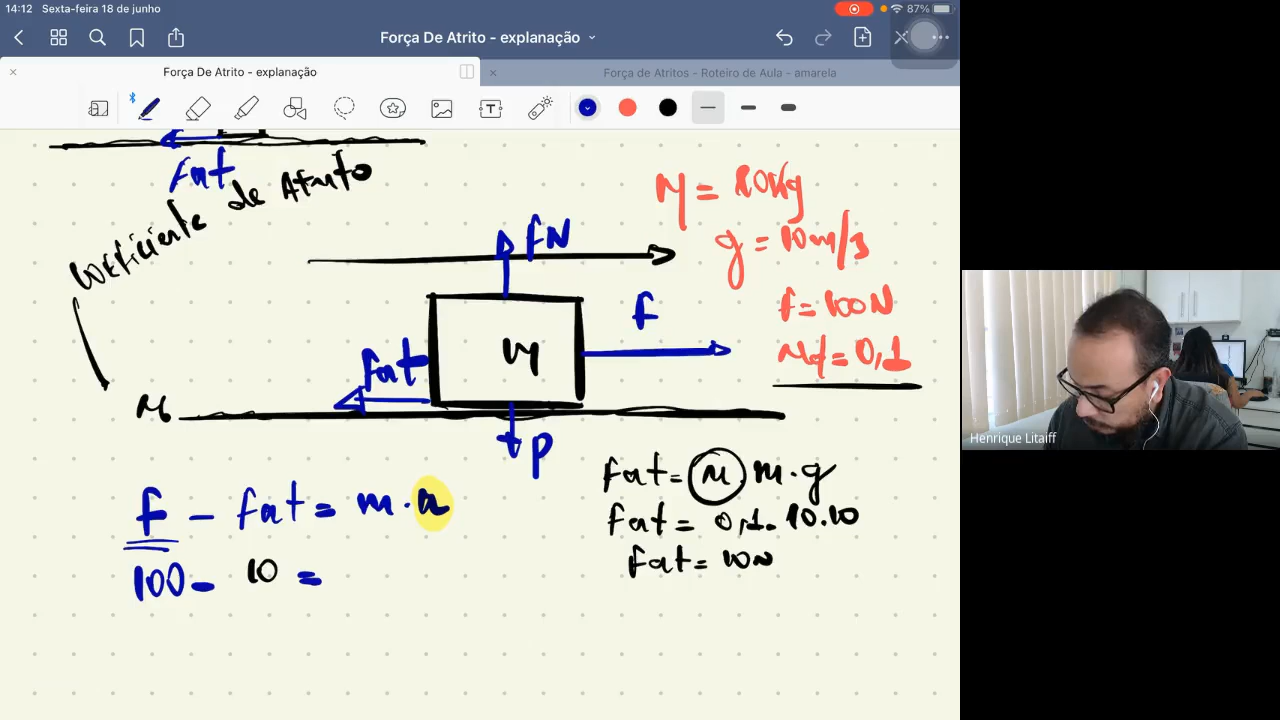 14:12 Sexta-feira 18 de junho
87%
Força De Atrito - explanação
Força De Atrito - explanação
Força de Atritos - Roteiro de Aula - amarela
Fat
Coeficiente de Atrito
M = 10Kg
g = 10m/s
f = 100N
μd = 0,1
FN
f
M
Fat
μ
P
f - fat = m . a
100 - 10 =
Fat = μ m . g
Fat = 0,1 . 10 . 10
Fat = 10N
Henrique Litaiff